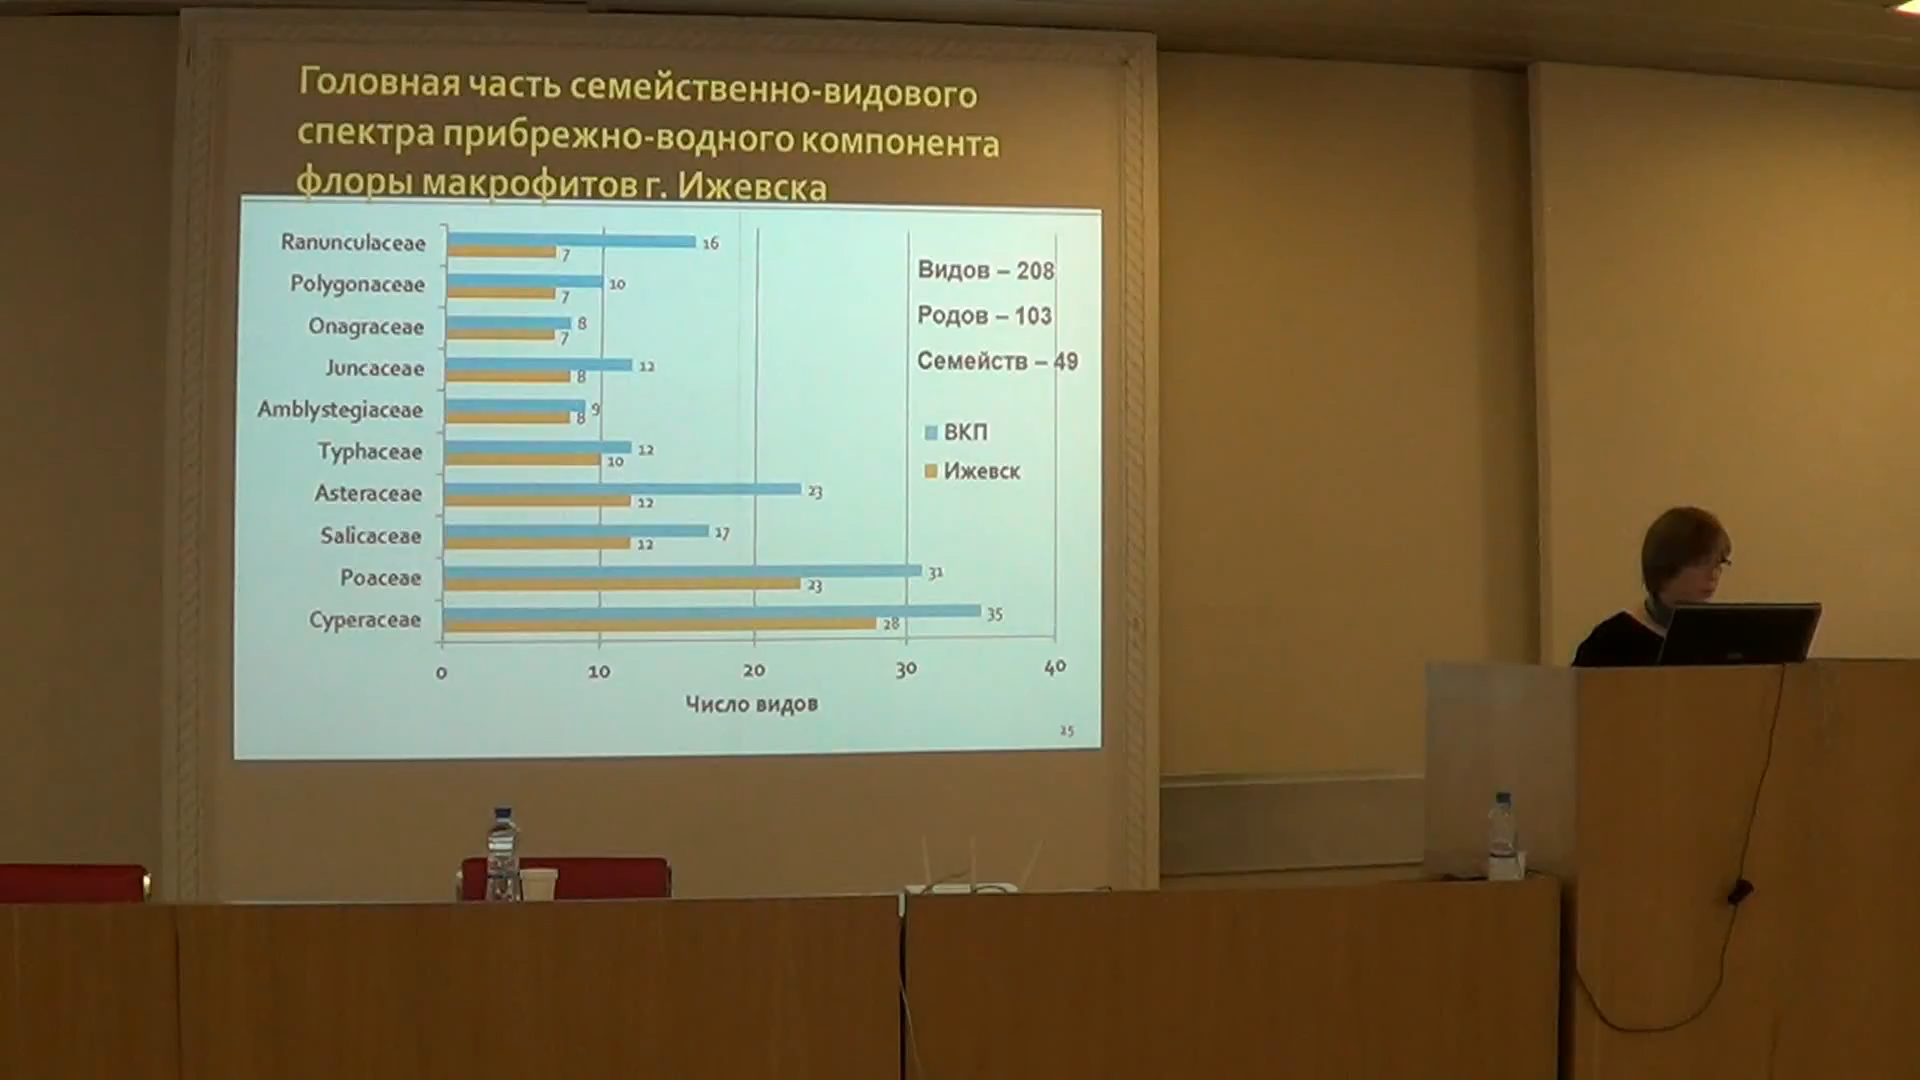 Головная часть семейственно-видового
спектра прибрежно-водного компонента
флоры макрофитов г. Ижевска
Ranunculaceae 16 7
Polygonaceae 10 7
Onagraceae 8 7
Juncaceae 12 8
Amblystegiaceae 9 8
Typhaceae 12 10
Asteraceae 23 12
Salicaceae 17 12
Poaceae 31 23
Cyperaceae 35 28
0 10 20 30 40
Число видов
Видов – 208
Родов – 103
Семейств – 49
ВКП
Ижевск
25